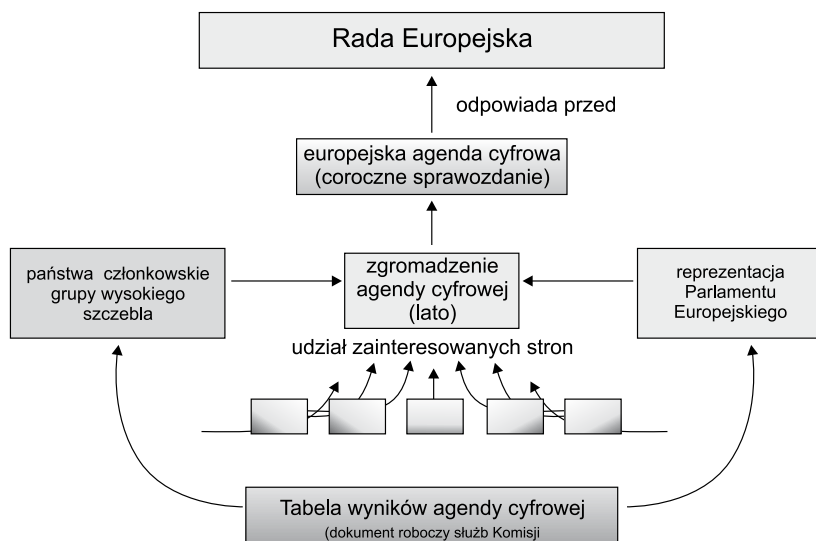 Rada Europejska
odpowiada przed
europejska agenda cyfrowa
(coroczne sprawozdanie)
państwa członkowskie
grupy wysokiego
szczebla
zgromadzenie
agendy cyfrowej
(lato)
reprezentacja
Parlamentu
Europejskiego
udział zainteresowanych stron
Tabela wyników agendy cyfrowej
(dokument roboczy służb Komisji